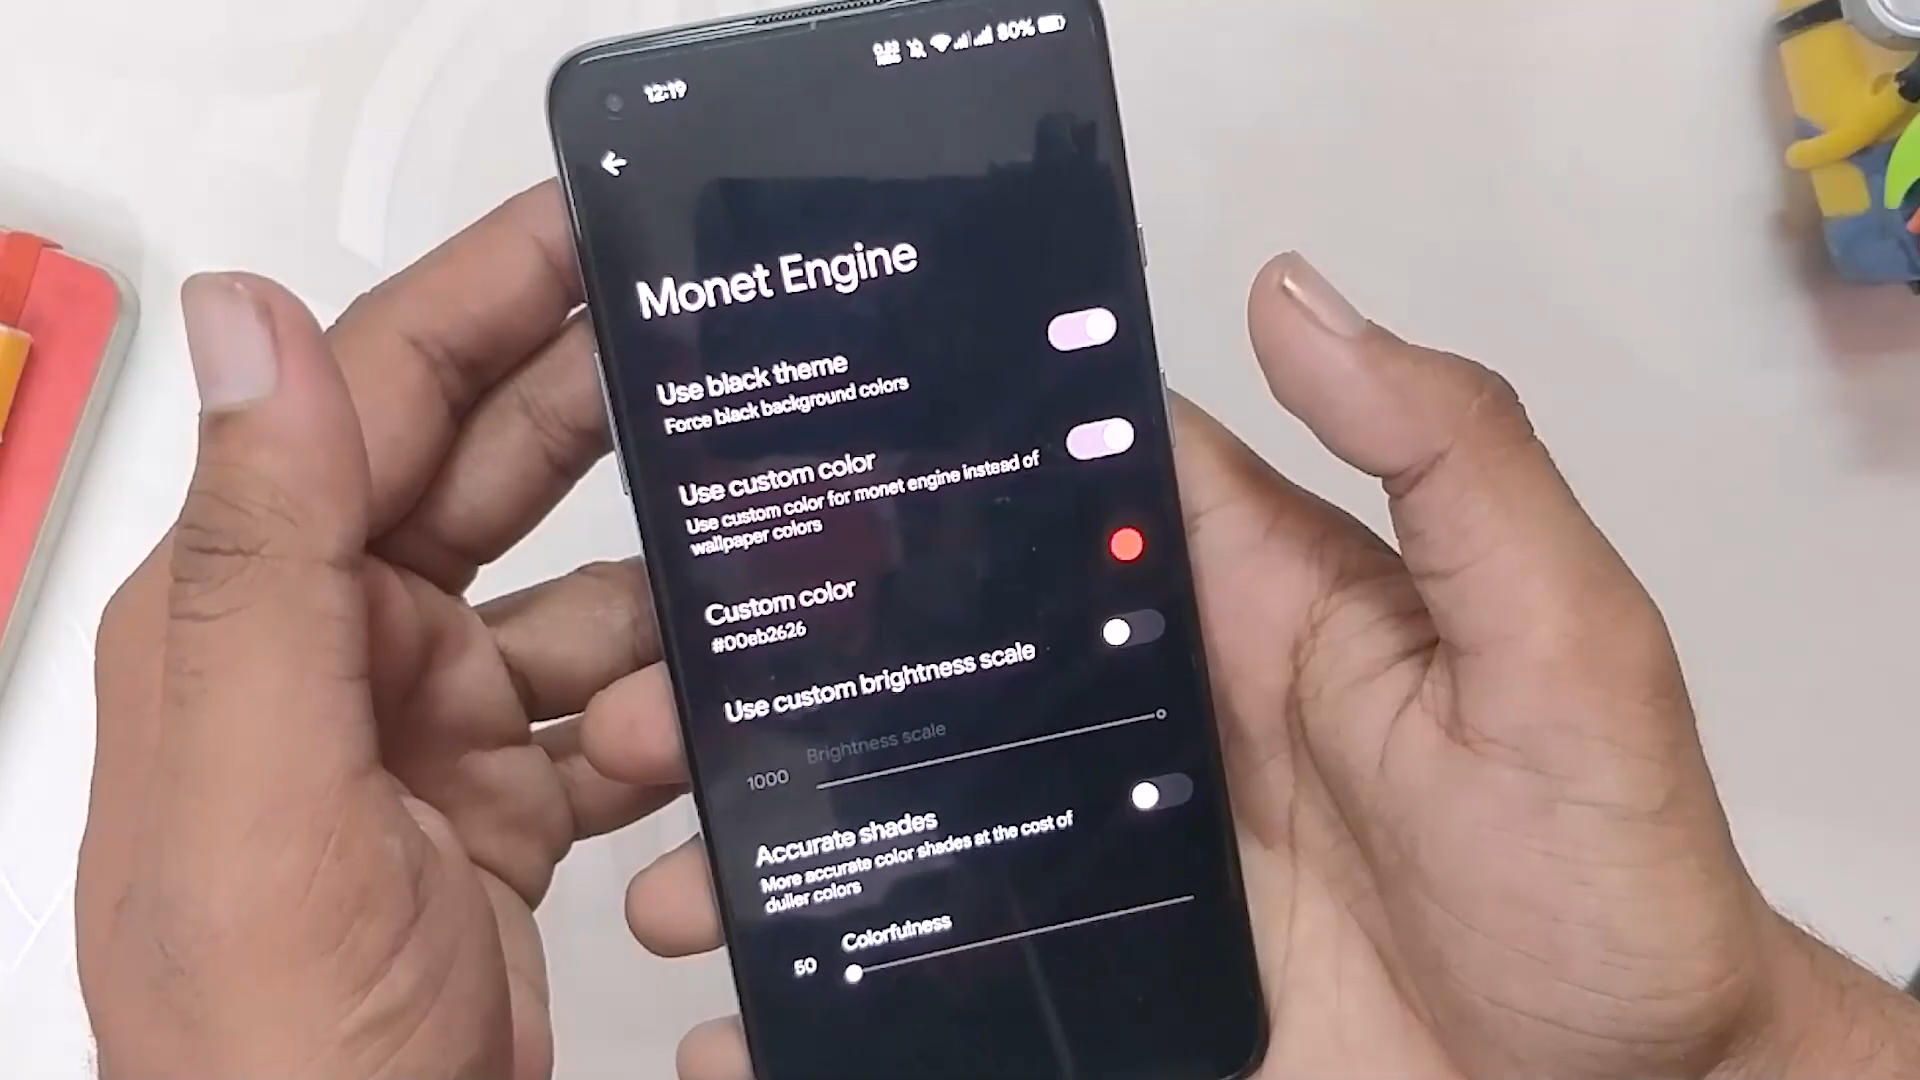 12:19
80%
Monet Engine
Use black theme
Force black background colors
Use custom color
Use custom color for monet engine instead of
wallpaper colors
Custom color
#00eb2626
Use custom brightness scale
Brightness scale
1000
Accurate shades
More accurate color shades at the cost of
duller colors
Colorfulness
50